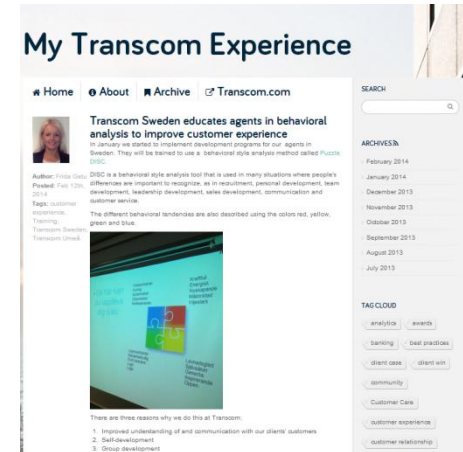 My Transcom Experience
Home About Archive Transcom.com
Transcom Sweden educates agents in behavioral
analysis to improve customer experience
In January we started to implement development programs for our agents in
Sweden. They will be trained to use a behavioral style analysis method called Puzzle
DISC.
Author: Frida
Posted: Feb 12th,
2014
Tags: customer
experience,
Training,
Transcom Sweden,
Transcom Umeå
DISC is a behavioral style analysis tool that is used in many situations where people's
differences are important to recognize, as in recruitment, personal development, team
development, leadership development, sales development, communication and
customer service.
The different behavioral tendencies are also described using the colors red, yellow,
green and blue.
There are three reasons why we do this at Transcom;
1. Improved understanding of and communication with our clients' customers
2. Self-development
3. Group development
SEARCH
ARCHIVES
February 2014
January 2014
December 2013
November 2013
October 2013
September 2013
August 2013
July 2013
TAG CLOUD
analytics awards
banking best practices
client case client win
community
Customer Care
customer experience
customer relationship